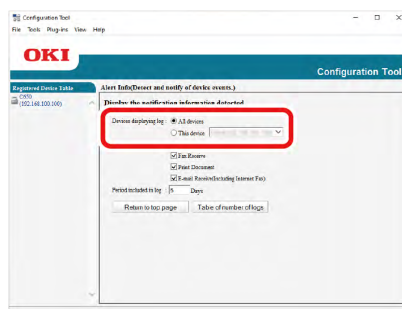 Configuration Tool
File Tools Plug-ins View Help
OKI
Configuration Tool
Registered Device Table
C650
(192.168.100.100)
Alert Info(Detect and notify of device events.)
Display the notification information detected
Devices displaying log : All devices
This device
Fax Receive
Print Document
E-mail Receive(Including Internet Fax)
Period included in log : 5 Days
Return to top page Table of number of logs